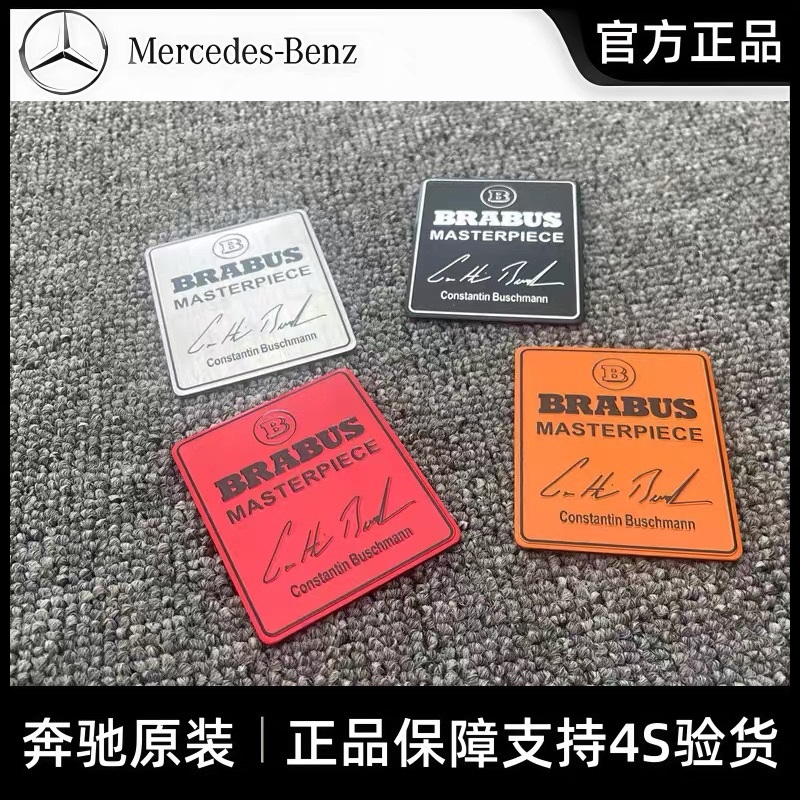 Mercedes-Benz
官方正品
B
BRABUS
MASTERPIECE
Constantin Buschmann
B
BRABUS
MASTERPIECE
Constantin Buschmann
B
BRABUS
MASTERPIECE
Constantin Buschmann
B
BRABUS
MASTERPIECE
Constantin Buschmann
奔驰原装|正品保障支持4S验货